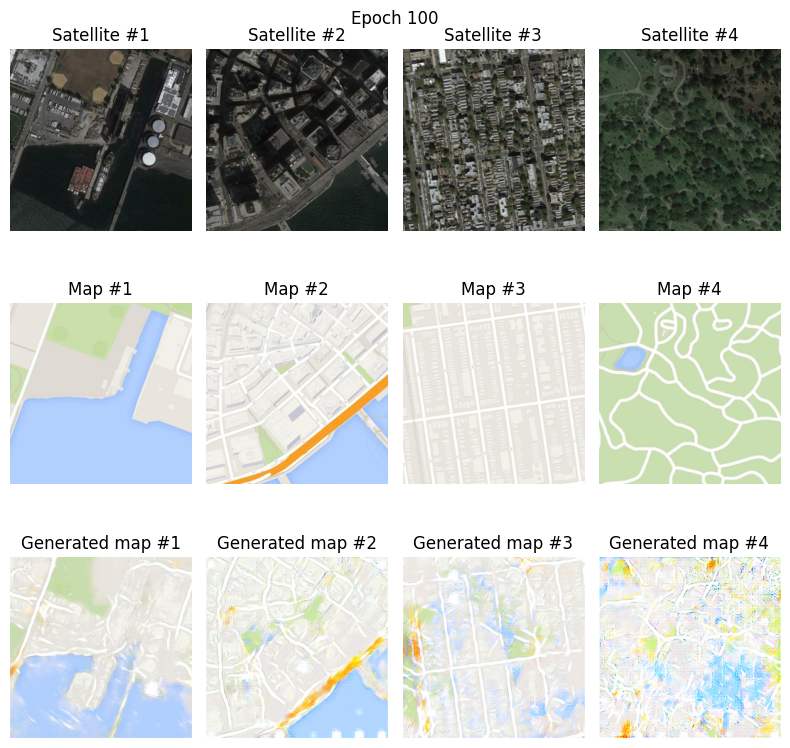 Epoch 100
Satellite #1
Satellite #2
Satellite #3
Satellite #4
Map #1
Map #2
Map #3
Map #4
Generated map #1
Generated map #2
Generated map #3
Generated map #4